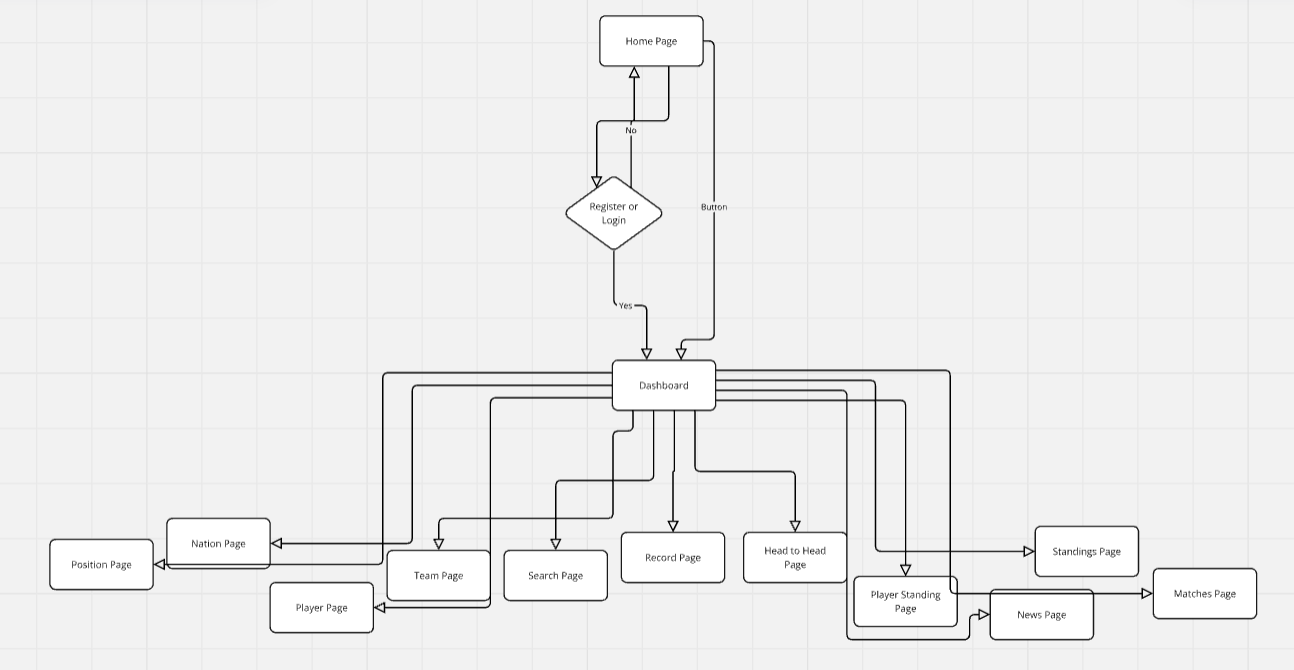 Home Page
No
Register or
Login
Button
Yes
Dashboard
Nation Page
Position Page
Player Page
Team Page
Search Page
Record Page
Head to Head
Page
Player Standing
Page
Standings Page
News Page
Matches Page